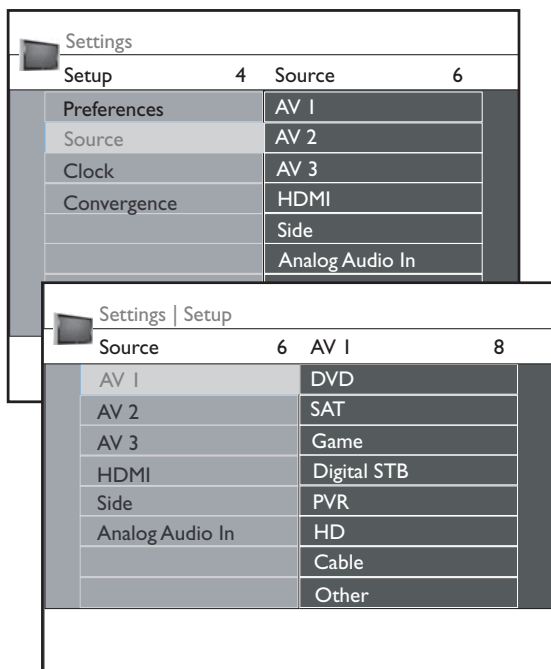 Settings
Setup 4 Source 6
Preferences AV 1
Source AV 2
Clock AV 3
Convergence HDMI
Side
Analog Audio In
Settings | Setup
Source 6 AV 1 8
AV 1 DVD
AV 2 SAT
AV 3 Game
HDMI Digital STB
Side PVR
Analog Audio In HD
Cable
Other